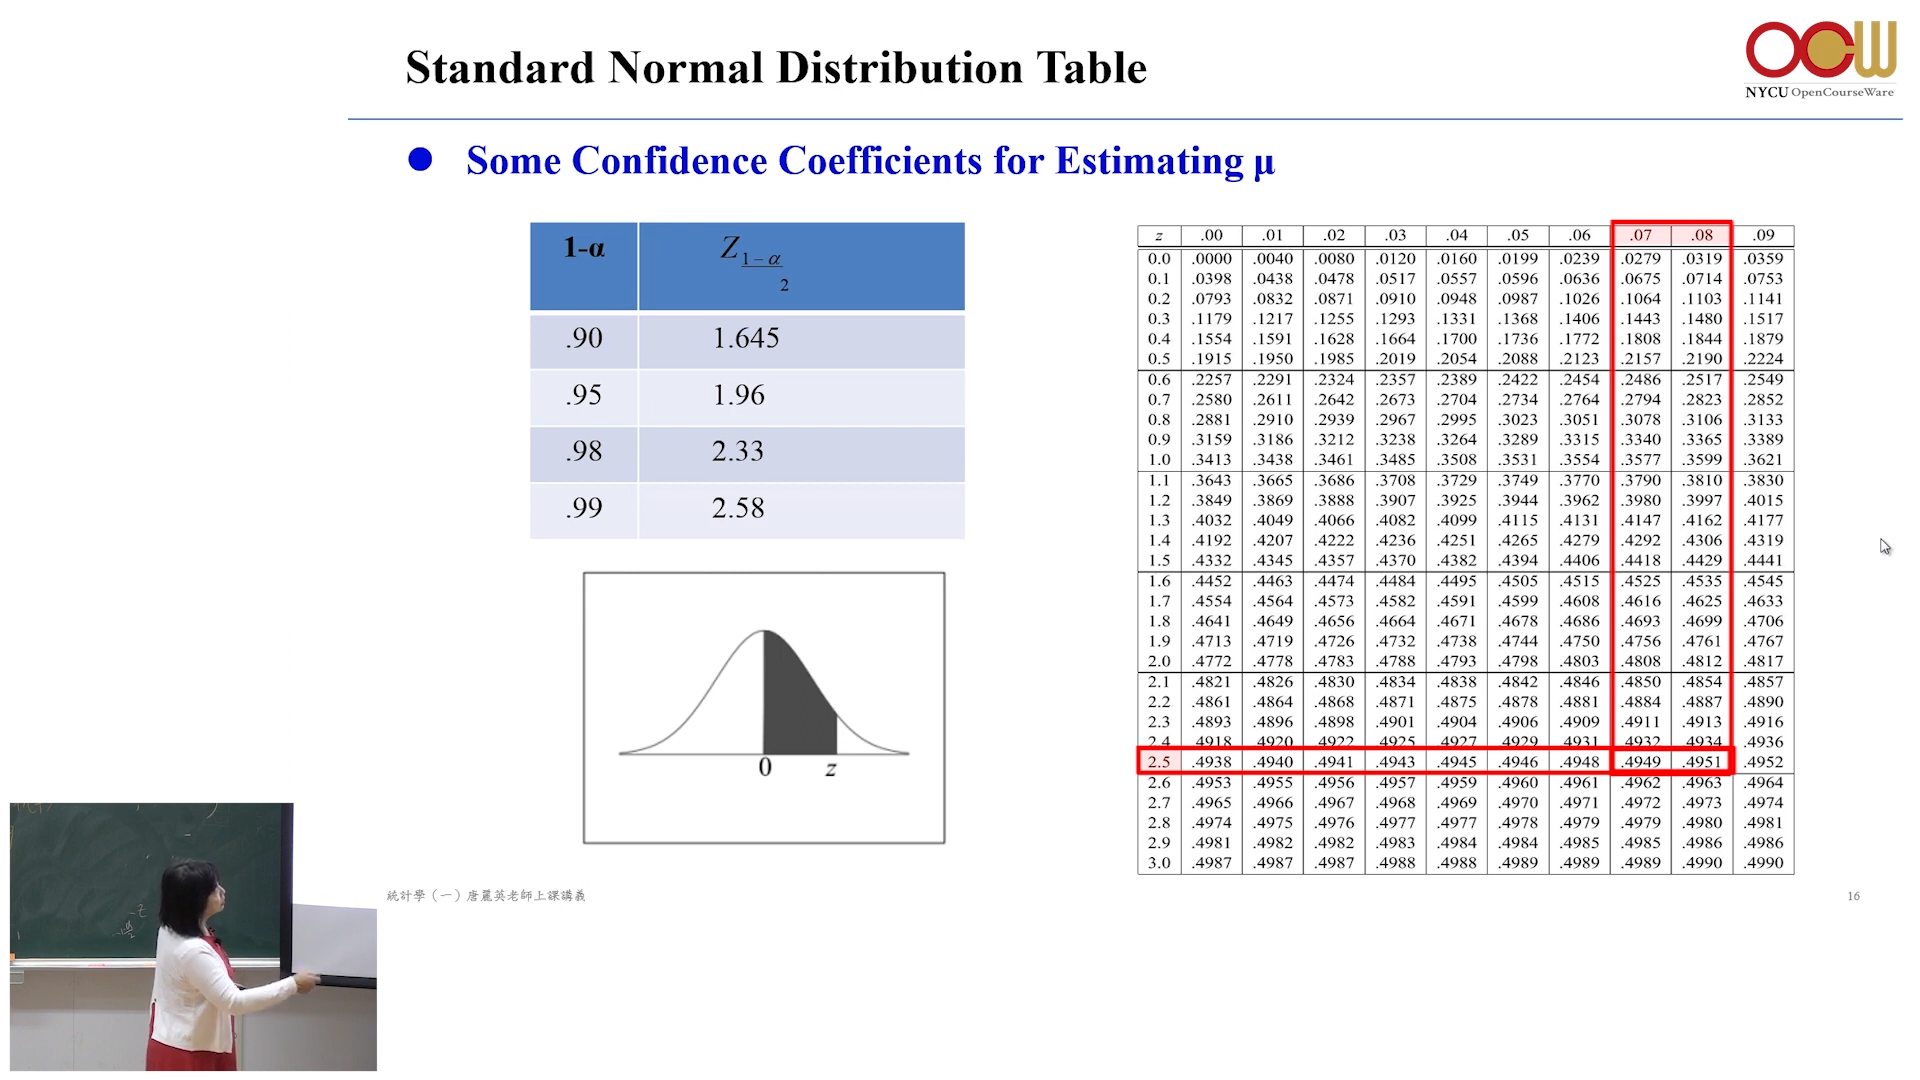 Standard Normal Distribution Table
OCW
NYCU OpenCourseWare
● Some Confidence Coefficients for Estimating μ
1-α Z 1-α/2
.90 1.645
.95 1.96
.98 2.33
.99 2.58
0 z
z .00 .01 .02 .03 .04 .05 .06 .07 .08 .09
0.0 .0000 .0040 .0080 .0120 .0160 .0199 .0239 .0279 .0319 .0359
0.1 .0398 .0438 .0478 .0517 .0557 .0596 .0636 .0675 .0714 .0753
0.2 .0793 .0832 .0871 .0910 .0948 .0987 .1026 .1064 .1103 .1141
0.3 .1179 .1217 .1255 .1293 .1331 .1368 .1406 .1443 .1480 .1517
0.4 .1554 .1591 .1628 .1664 .1700 .1736 .1772 .1808 .1844 .1879
0.5 .1915 .1950 .1985 .2019 .2054 .2088 .2123 .2157 .2190 .2224
0.6 .2257 .2291 .2324 .2357 .2389 .2422 .2454 .2486 .2517 .2549
0.7 .2580 .2611 .2642 .2673 .2704 .2734 .2764 .2794 .2823 .2852
0.8 .2881 .2910 .2939 .2967 .2995 .3023 .3051 .3078 .3106 .3133
0.9 .3159 .3186 .3212 .3238 .3264 .3289 .3315 .3340 .3365 .3389
1.0 .3413 .3438 .3461 .3485 .3508 .3531 .3554 .3577 .3599 .3621
1.1 .3643 .3665 .3686 .3708 .3729 .3749 .3770 .3790 .3810 .3830
1.2 .3849 .3869 .3888 .3907 .3925 .3944 .3962 .3980 .3997 .4015
1.3 .4032 .4049 .4066 .4082 .4099 .4115 .4131 .4147 .4162 .4177
1.4 .4192 .4207 .4222 .4236 .4251 .4265 .4279 .4292 .4306 .4319
1.5 .4332 .4345 .4357 .4370 .4382 .4394 .4406 .4418 .4429 .4441
1.6 .4452 .4463 .4474 .4484 .4495 .4505 .4515 .4525 .4535 .4545
1.7 .4554 .4564 .4573 .4582 .4591 .4599 .4608 .4616 .4625 .4633
1.8 .4641 .4649 .4656 .4664 .4671 .4678 .4686 .4693 .4699 .4706
1.9 .4713 .4719 .4726 .4732 .4738 .4744 .4750 .4756 .4761 .4767
2.0 .4772 .4778 .4783 .4788 .4793 .4798 .4803 .4808 .4812 .4817
2.1 .4821 .4826 .4830 .4834 .4838 .4842 .4846 .4850 .4854 .4857
2.2 .4861 .4864 .4868 .4871 .4875 .4878 .4881 .4884 .4887 .4890
2.3 .4893 .4896 .4898 .4901 .4904 .4906 .4909 .4911 .4913 .4916
2.4 .4918 .4920 .4922 .4925 .4927 .4929 .4931 .4932 .4934 .4936
2.5 .4938 .4940 .4941 .4943 .4945 .4946 .4948 .4949 .4951 .4952
2.6 .4953 .4955 .4956 .4957 .4959 .4960 .4961 .4962 .4963 .4964
2.7 .4965 .4966 .4967 .4968 .4969 .4970 .4971 .4972 .4973 .4974
2.8 .4974 .4975 .4976 .4977 .4977 .4978 .4979 .4979 .4980 .4981
2.9 .4981 .4982 .4982 .4983 .4984 .4984 .4985 .4985 .4986 .4986
3.0 .4987 .4987 .4987 .4988 .4988 .4989 .4989 .4989 .4990 .4990
統計學（一）唐麗英老師上課講義
16